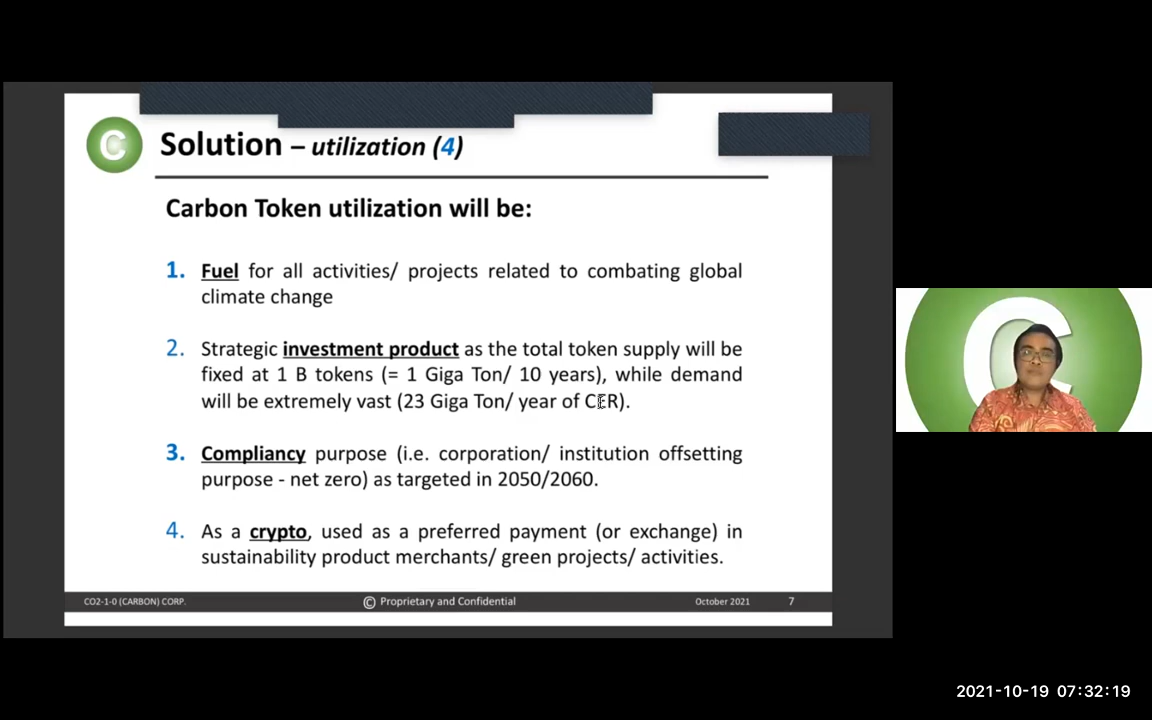 C
Solution – utilization (4)
Carbon Token utilization will be:
1. Fuel for all activities/ projects related to combating global
climate change
2. Strategic investment product as the total token supply will be
fixed at 1 B tokens (= 1 Giga Ton/ 10 years), while demand
will be extremely vast (23 Giga Ton/ year of CER).
3. Compliancy purpose (i.e. corporation/ institution offsetting
purpose - net zero) as targeted in 2050/2060.
4. As a crypto, used as a preferred payment (or exchange) in
sustainability product merchants/ green projects/ activities.
CO2-1-0 (CARBON) CORP. © Proprietary and Confidential October 2021 7
C
2021-10-19 07:32:19